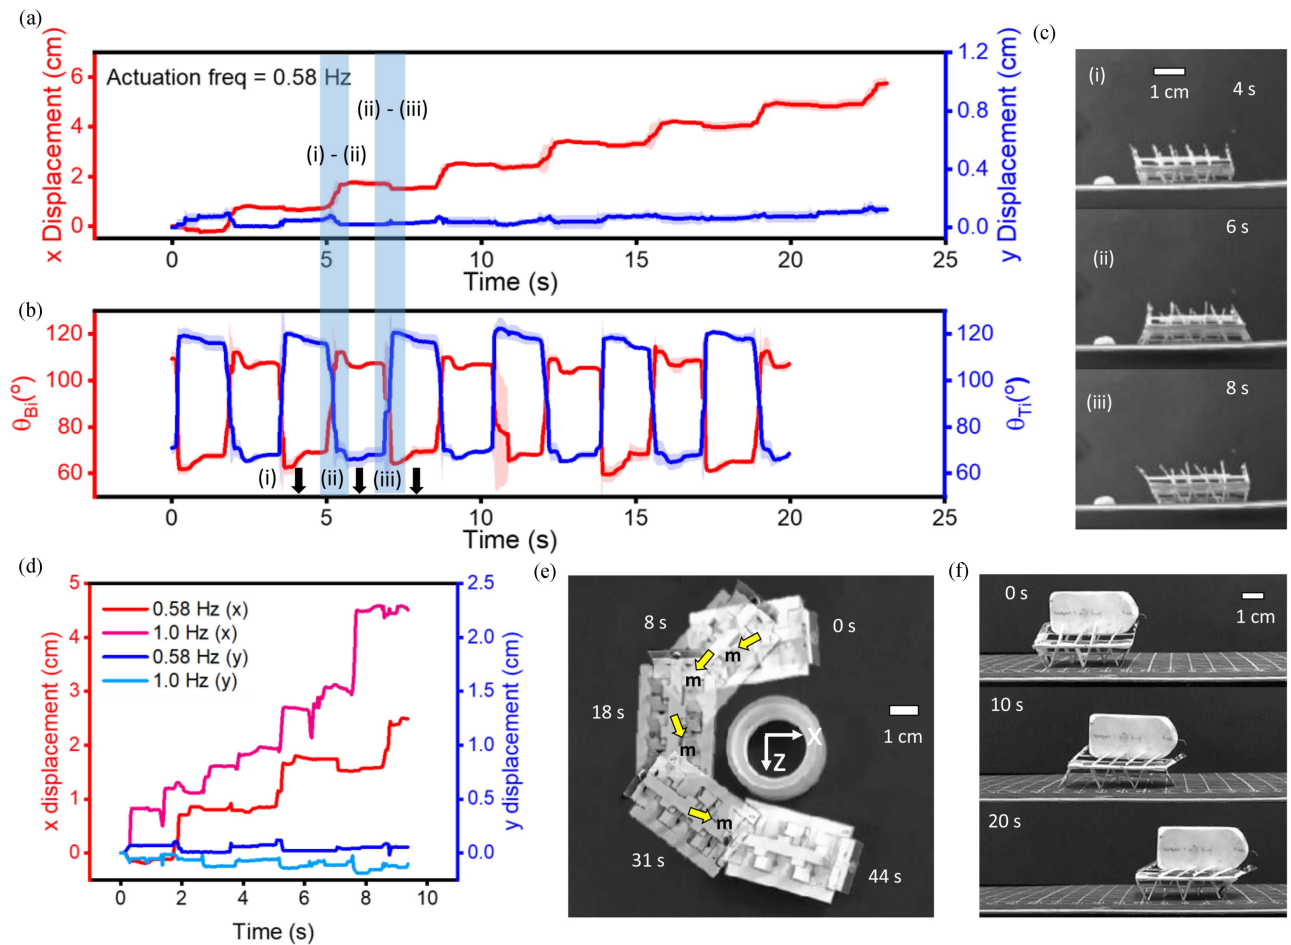 (a)
x Displacement (cm)
6
4
2
0
Actuation freq = 0.58 Hz
(i) - (ii)
(ii) - (iii)
1.2
0.8
0.4
0.0
y Displacement (cm)
0 5 10 15 20 25
Time (s)
(b)
θBi(º)
120
100
80
60
(i) (ii) (iii)
120
100
80
60
θTi(º)
0 5 10 15 20 25
Time (s)
(c)
(i)
1 cm
4 s
6 s
(ii)
8 s
(iii)
(d)
x displacement (cm)
5
4
3
2
1
0
0.58 Hz (x)
1.0 Hz (x)
0.58 Hz (y)
1.0 Hz (y)
2.5
2.0
1.5
1.0
0.5
0.0
y displacement (cm)
0 2 4 6 8 10
Time (s)
(e)
8 s
0 s
m
m
18 s
m
1 cm
X
Z
m
31 s
44 s
(f)
0 s
1 cm
10 s
20 s